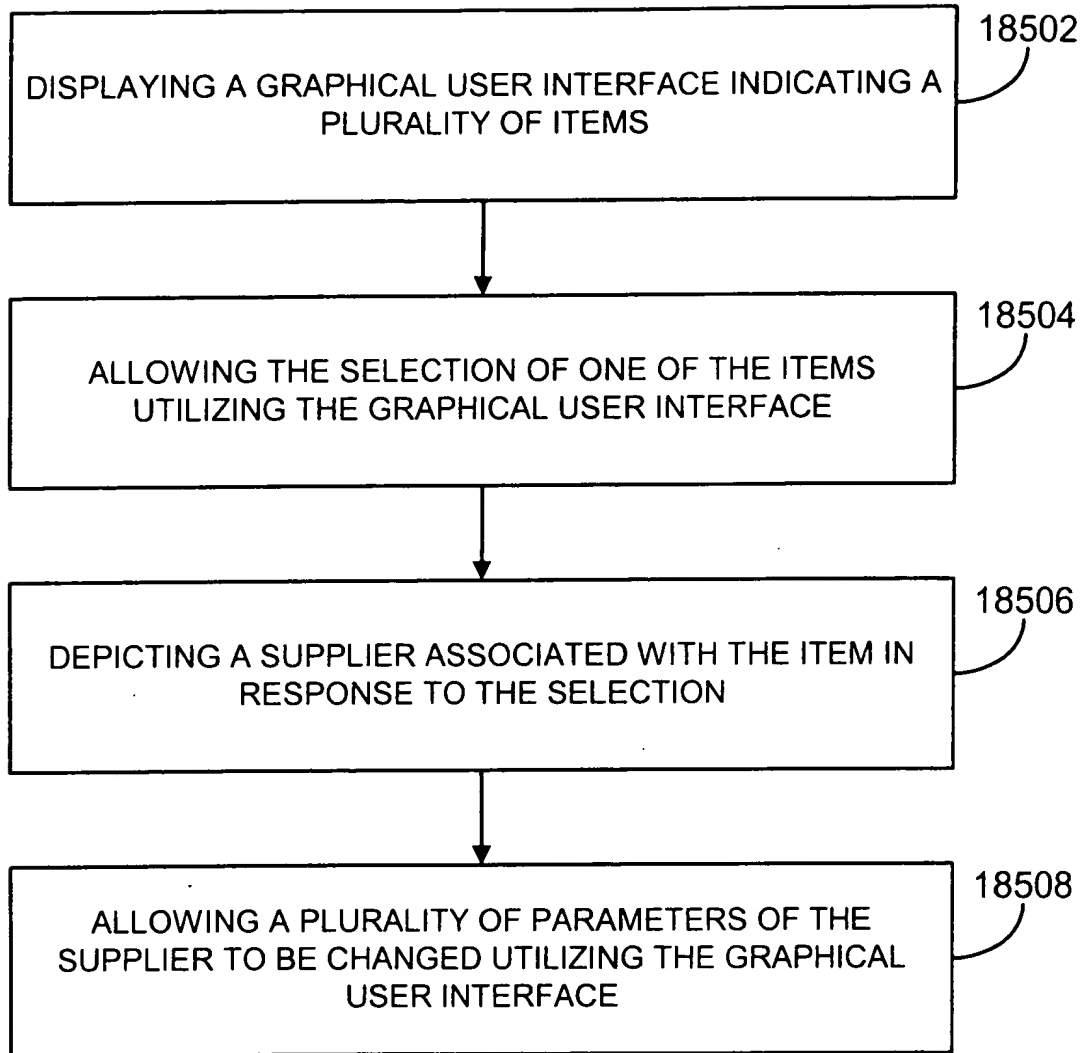 18502
DISPLAYING A GRAPHICAL USER INTERFACE INDICATING A
PLURALITY OF ITEMS
18504
ALLOWING THE SELECTION OF ONE OF THE ITEMS
UTILIZING THE GRAPHICAL USER INTERFACE
18506
DEPICTING A SUPPLIER ASSOCIATED WITH THE ITEM IN
RESPONSE TO THE SELECTION
18508
ALLOWING A PLURALITY OF PARAMETERS OF THE
SUPPLIER TO BE CHANGED UTILIZING THE GRAPHICAL
USER INTERFACE